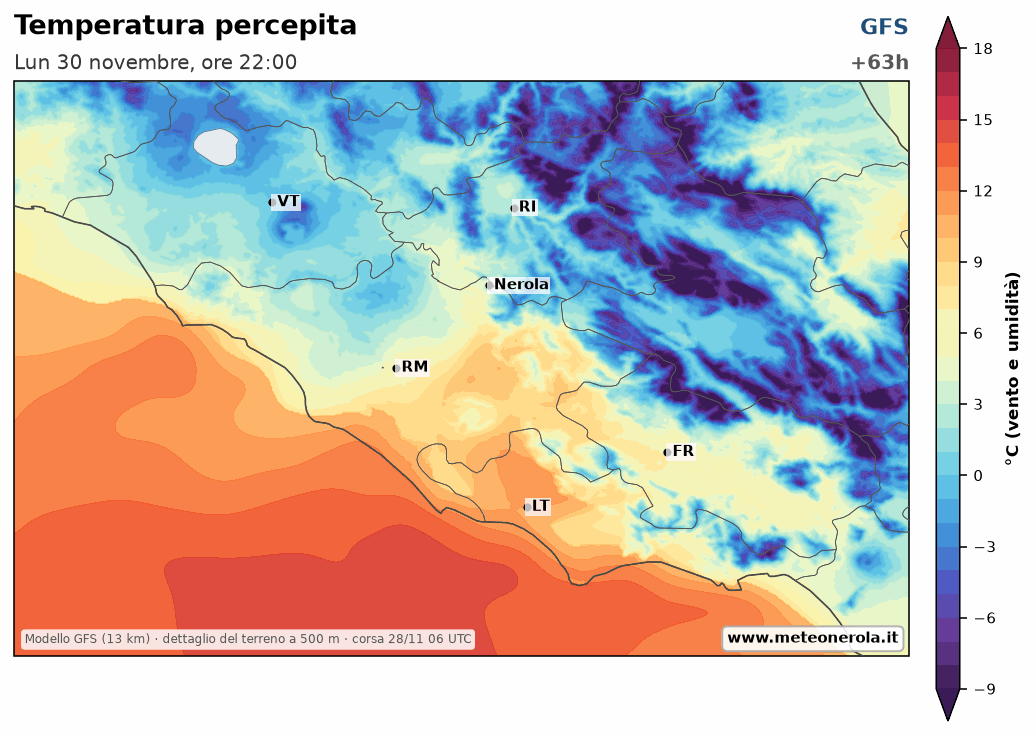 Temperatura percepita
GFS
Lun 30 novembre, ore 22:00
+63h
VT
RI
Nerola
RM
FR
LT
Modello GFS (13 km) · dettaglio del terreno a 500 m · corsa 28/11 06 UTC
www.meteonerola.it
18
15
12
9
6
3
0
−3
−6
−9
°C (vento e umidità)